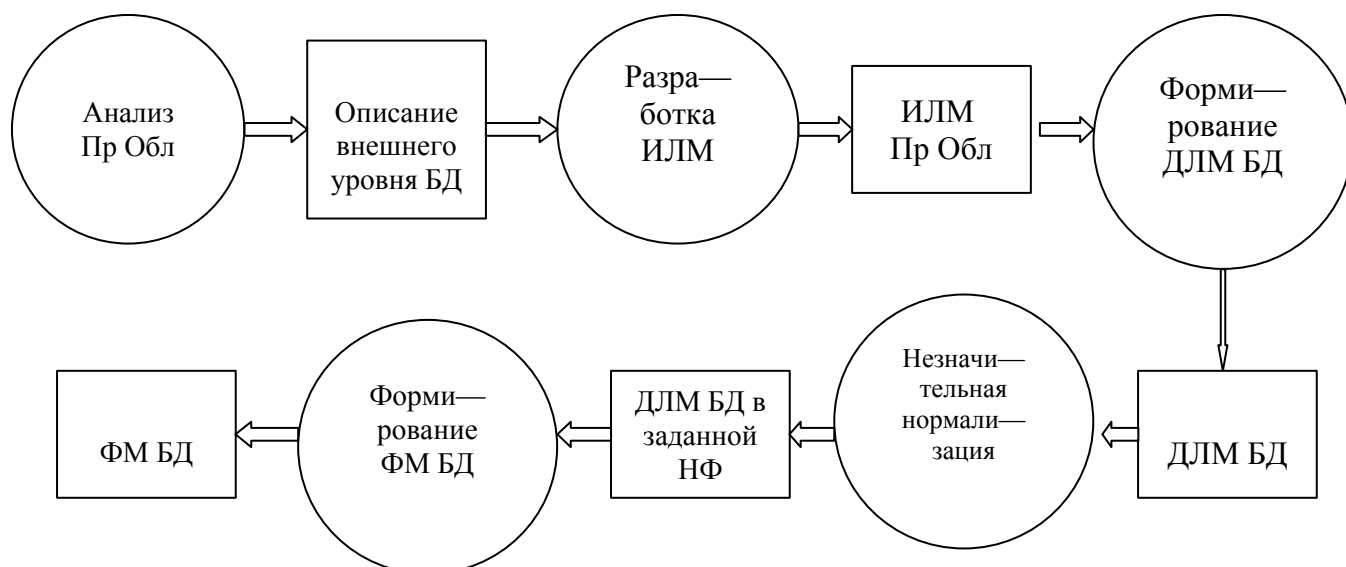 Анализ
Пр Обл
Описание
внешнего
уровня БД
Разра—
ботка
ИЛМ
ИЛМ
Пр Обл
Форми—
рование
ДЛМ БД
ДЛМ БД
Незначи—
тельная
нормали—
зация
ДЛМ БД в
заданной
НФ
Форми—
рование
ФМ БД
ФМ БД